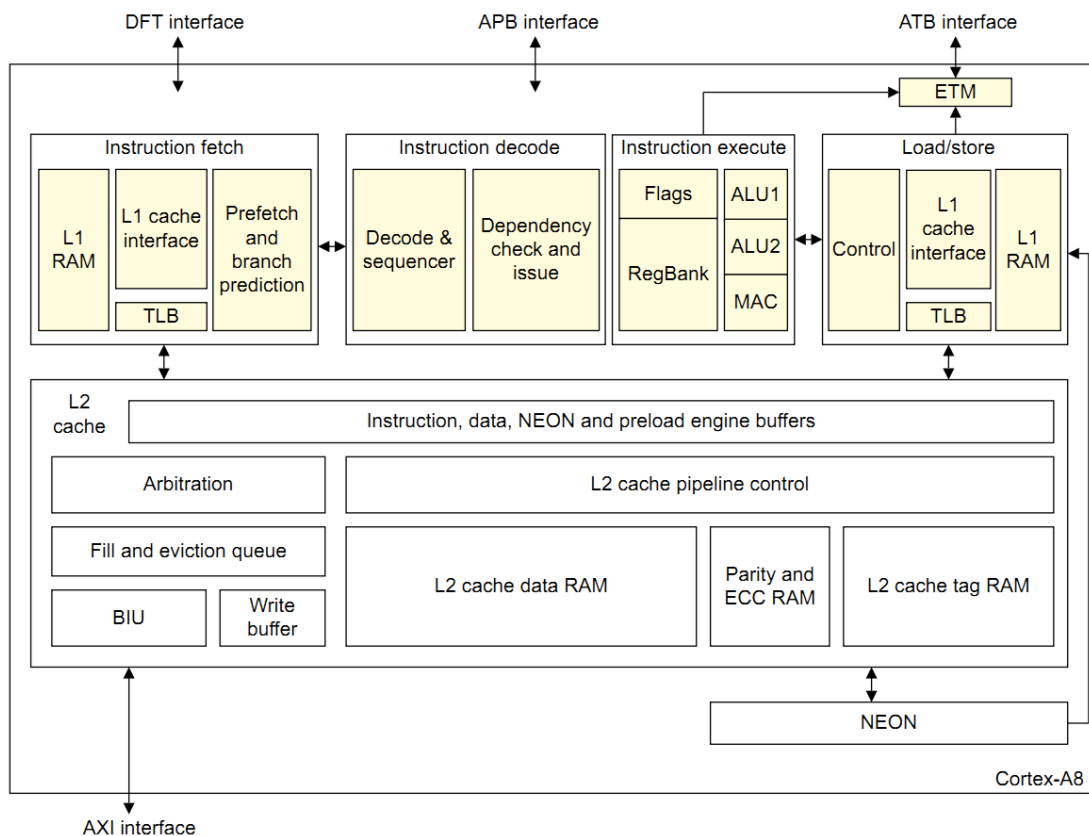 DFT interface
APB interface
ATB interface
ETM
Instruction fetch
L1
RAM
L1 cache
interface
TLB
Prefetch
and
branch
prediction
Instruction decode
Decode &
sequencer
Dependency
check and
issue
Instruction execute
Flags
RegBank
ALU1
ALU2
MAC
Load/store
Control
L1
cache
interface
TLB
L1
RAM
L2
cache
Instruction, data, NEON and preload engine buffers
Arbitration
L2 cache pipeline control
Fill and eviction queue
BIU
Write
buffer
L2 cache data RAM
Parity and
ECC RAM
L2 cache tag RAM
NEON
Cortex-A8
AXI interface